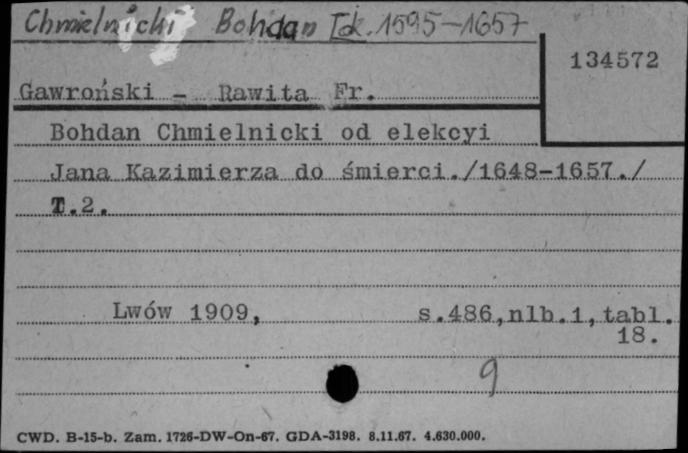 Chmielnicki Bohdan Zak. 1595-1657
134572
Gawroński - Rawita Fr.
Bohdan Chmielnicki od elekcyi
Jana Kazimierza do śmierci./1648-1657./
T.2.
Lwów 1909, s.486,nlb.1,tabl.
18.
9
CWD. B-15-b. Zam. 1726-DW-On-67. GDA-3198. 8.11.67. 4.630.000.